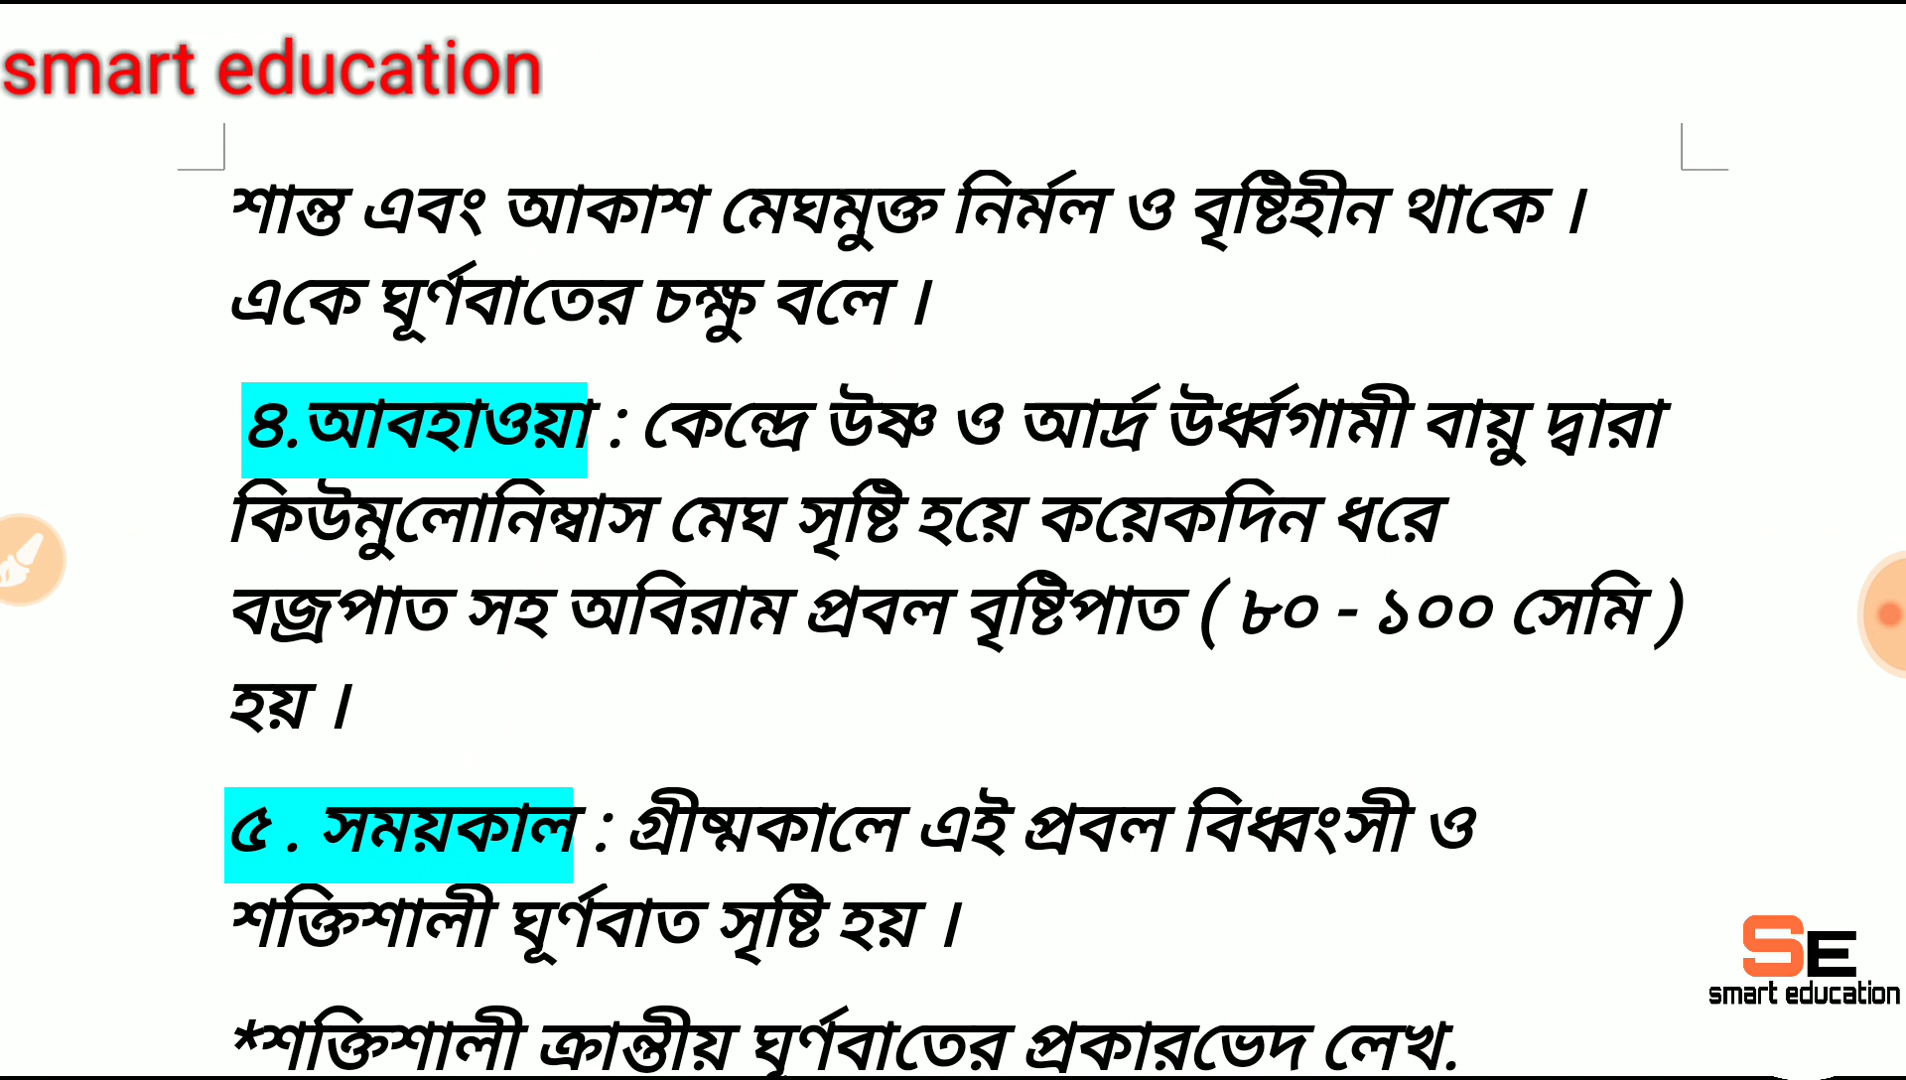 smart education
শান্ত এবং আকাশ মেঘমুক্ত নির্মল ও বৃষ্টিহীন থাকে ।
একে ঘূর্ণবাতের চক্ষু বলে ।
৪.আবহাওয়া : কেন্দ্রে উষ্ণ ও আর্দ্র উর্ধ্বগামী বায়ু দ্বারা
কিউমুলোনিম্বাস মেঘ সৃষ্টি হয়ে কয়েকদিন ধরে
বজ্রপাত সহ অবিরাম প্রবল বৃষ্টিপাত ( ৮০ - ১০০ সেমি )
হয় ।
৫ . সময়কাল : গ্রীষ্মকালে এই প্রবল বিধ্বংসী ও
শক্তিশালী ঘূর্ণবাত সৃষ্টি হয় ।
SE
smart education
*শক্তিশালী ক্রান্তীয় ঘূর্ণবাতের প্রকারভেদ লেখ.